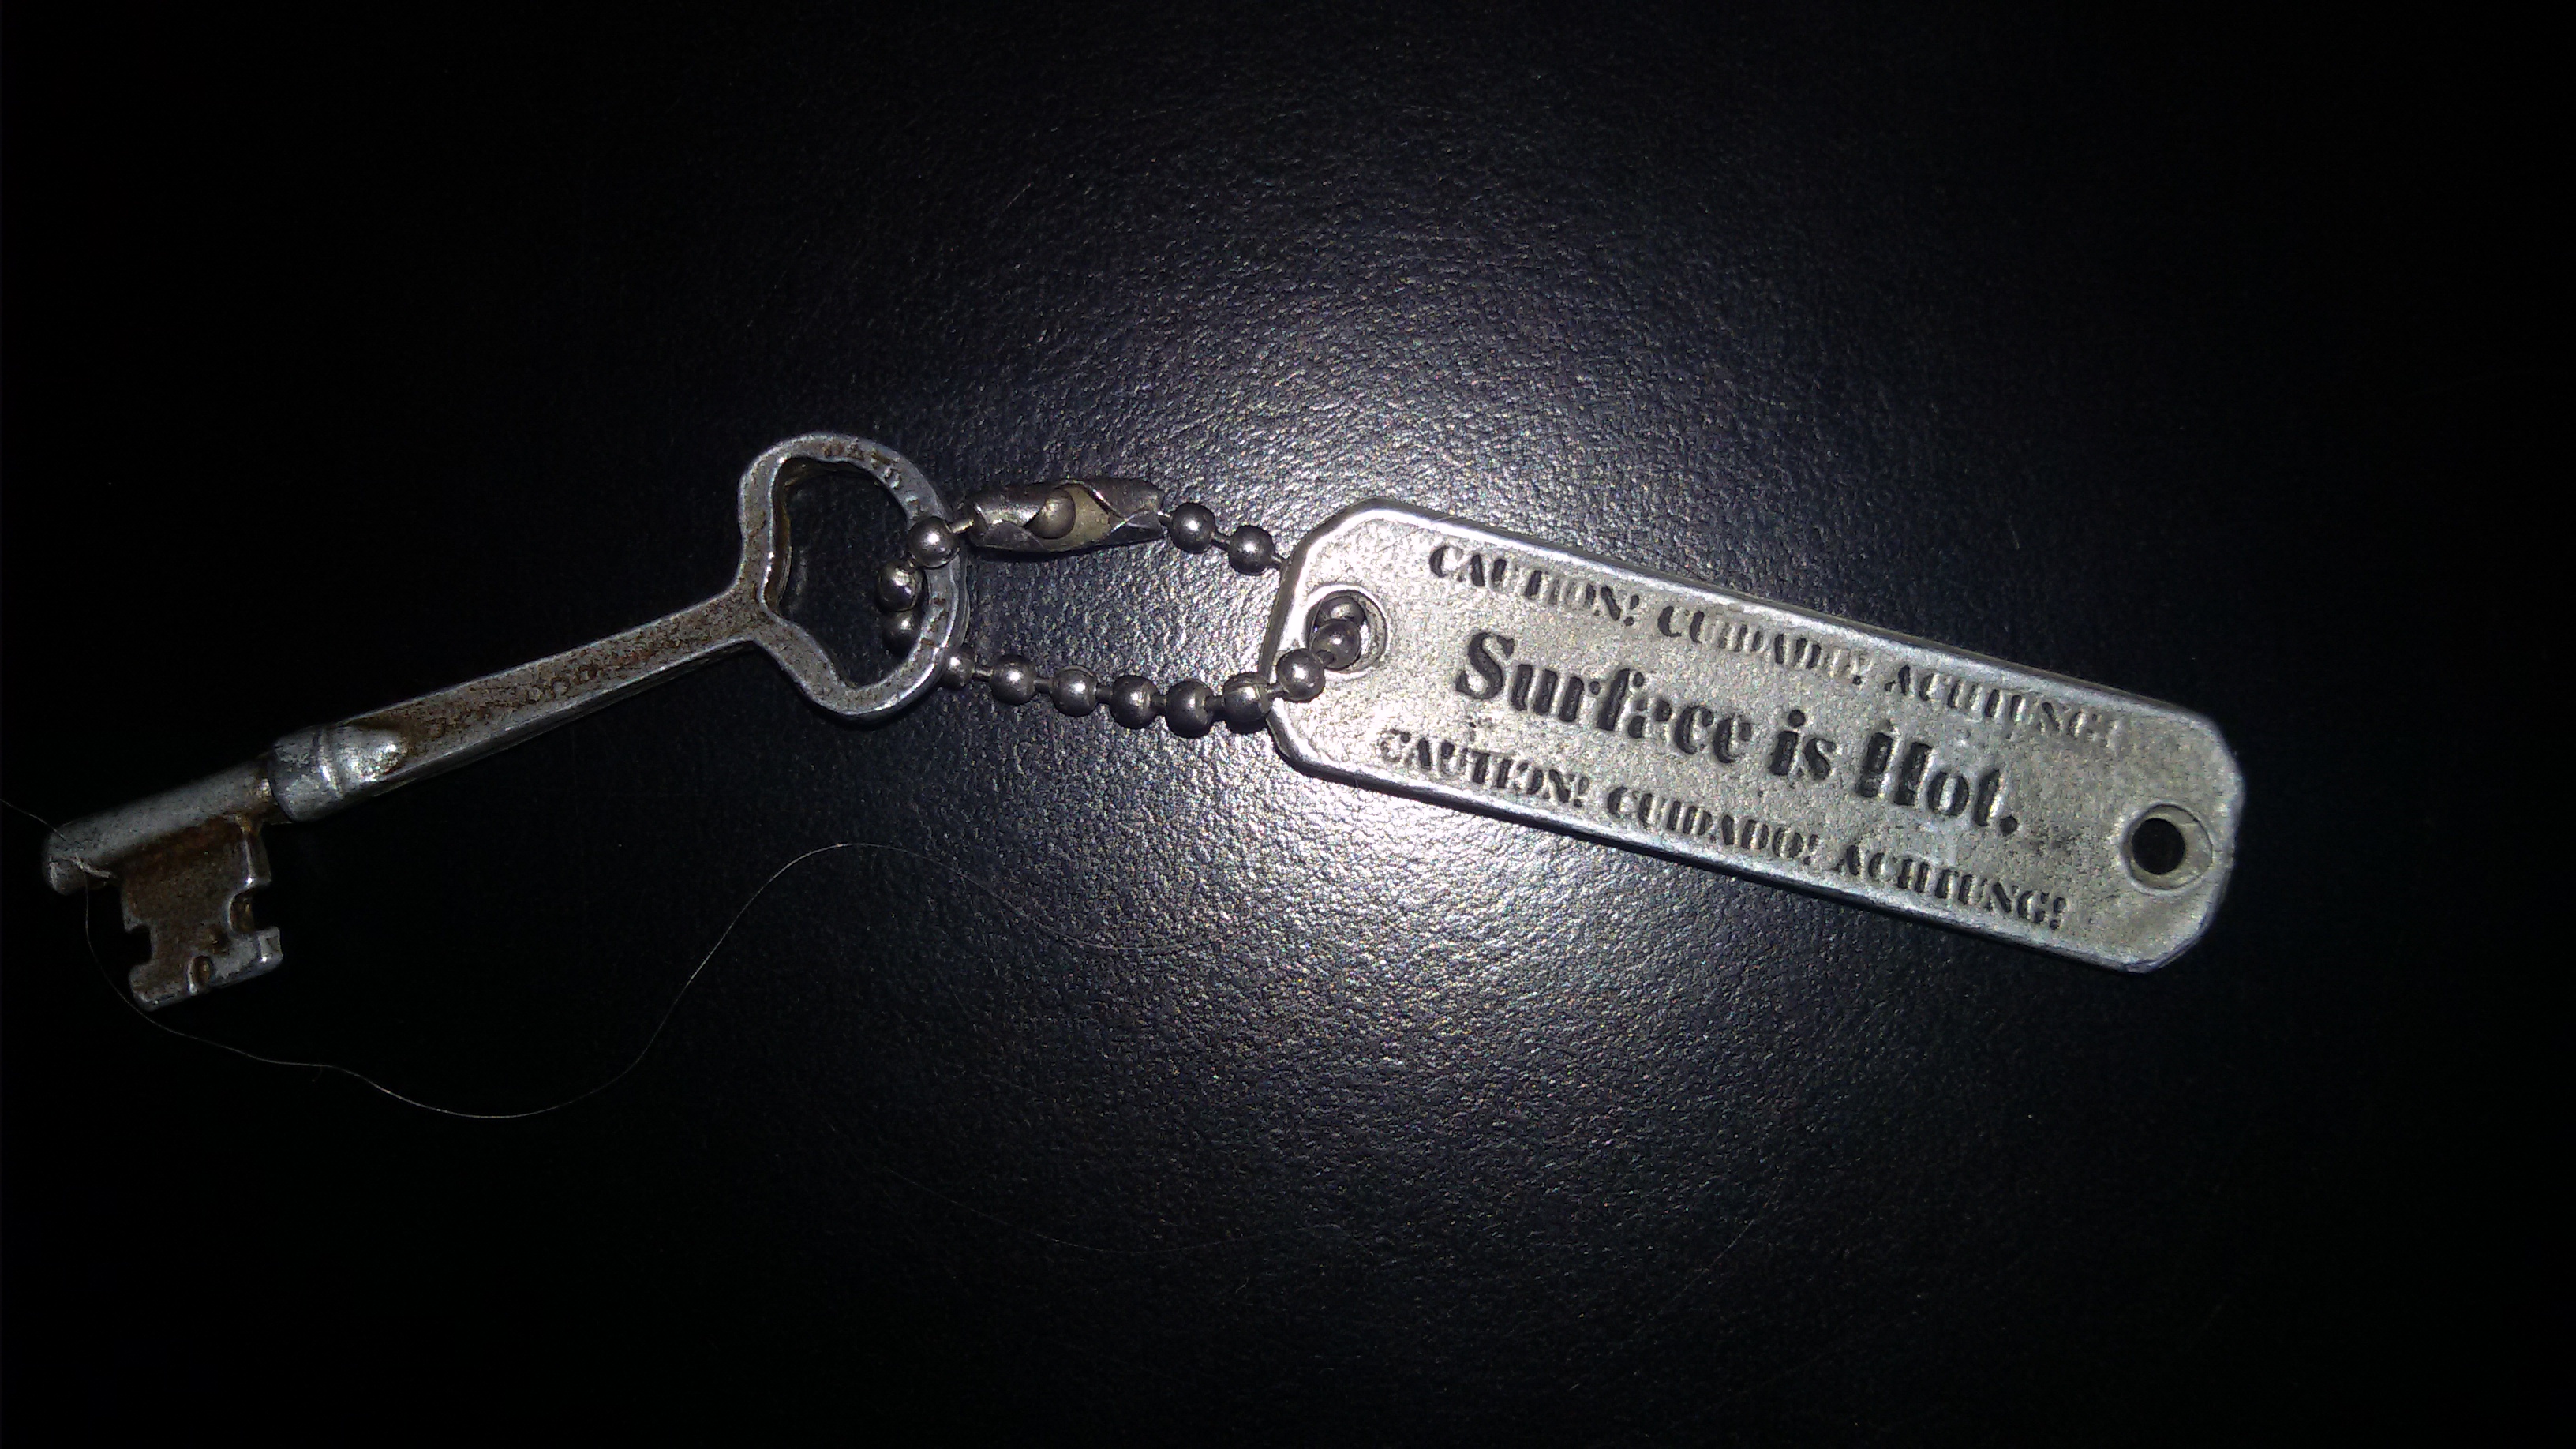 CAUTION! CUIDADO! ACHTUNG!
Surface is Hot.
CAUTION! CUIDADO! ACHTUNG!